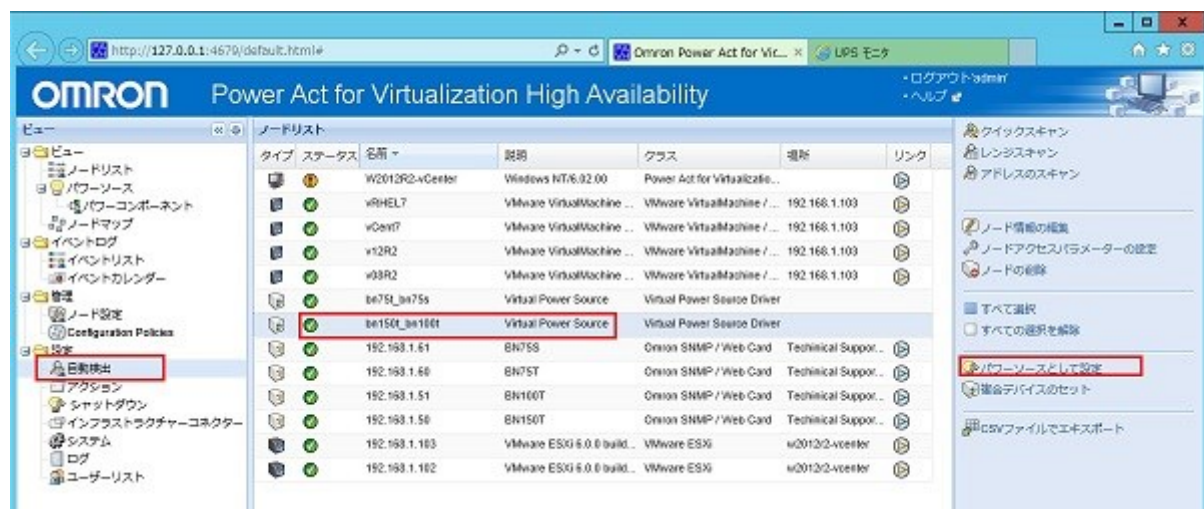 http://127.0.0.1:4679/default.html#
Omron Power Act for Vir...
UPS モニタ
OMRON
Power Act for Virtualization High Availability
・ログアウト'admin'
・ヘルプ
ビュー
ビュー
ノードリスト
パワーソース
パワーコンポーネント
ノードマップ
イベントログ
イベントリスト
イベントカレンダー
管理
ノード設定
Configuration Policies
設定
自動検出
アクション
シャットダウン
インフラストラクチャーコネクター
システム
ログ
ユーザーリスト
ノードリスト
タイプ ステータス 名前 説明 クラス 場所 リンク
W2012R2-vCenter Windows NT/6.02.00 Power Act for Virtualizatio...
vRHEL7 VMware VirtualMachine ... VMware VirtualMachine / ... 192.168.1.103
vCent7 VMware VirtualMachine ... VMware VirtualMachine / ... 192.168.1.103
v12R2 VMware VirtualMachine ... VMware VirtualMachine / ... 192.168.1.103
v08R2 VMware VirtualMachine ... VMware VirtualMachine / ... 192.168.1.103
bn75t_bn75s Virtual Power Source Virtual Power Source Driver
bn150t_bn100t Virtual Power Source Virtual Power Source Driver
192.168.1.61 BN75S Omron SNMP / Web Card Techinical Suppor...
192.168.1.60 BN75T Omron SNMP / Web Card Techinical Suppor...
192.168.1.51 BN100T Omron SNMP / Web Card Techinical Suppor...
192.168.1.50 BN150T Omron SNMP / Web Card Techinical Suppor...
192.168.1.103 VMware ESXi 6.0.0 build... VMware ESXi w2012r2-vcenter
192.168.1.102 VMware ESXi 6.0.0 build... VMware ESXi w2012r2-vcenter
クイックスキャン
レンジスキャン
アドレスのスキャン
ノード情報の編集
ノードアクセスパラメーターの設定
ノードの削除
すべて選択
すべての選択を解除
パワーソースとして設定
複合デバイスのセット
CSVファイルでエキスポート